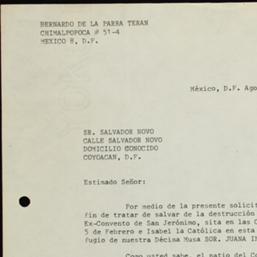 BERNARDO DE LA PARRA TERAN
CHIMALPOPOCA # 51-4
MEXICO 8, D.F.
México, D.F. Ago
SR. SALVADOR NOVO
CALLE SALVADOR NOVO
DOMICILIO CONOCIDO
COYOACAN, D.F.
Estimado Señor:
Por medio de la presente solicit
fin de tratar de salvar de la destrucción
Ex-Convento de San Jerónimo, sita en las C
5 de Febrero e Isabel la Católica en esta
fugio de nuestra Décima Musa SOR. JUANA I
Como usted sabe, el patio del Co